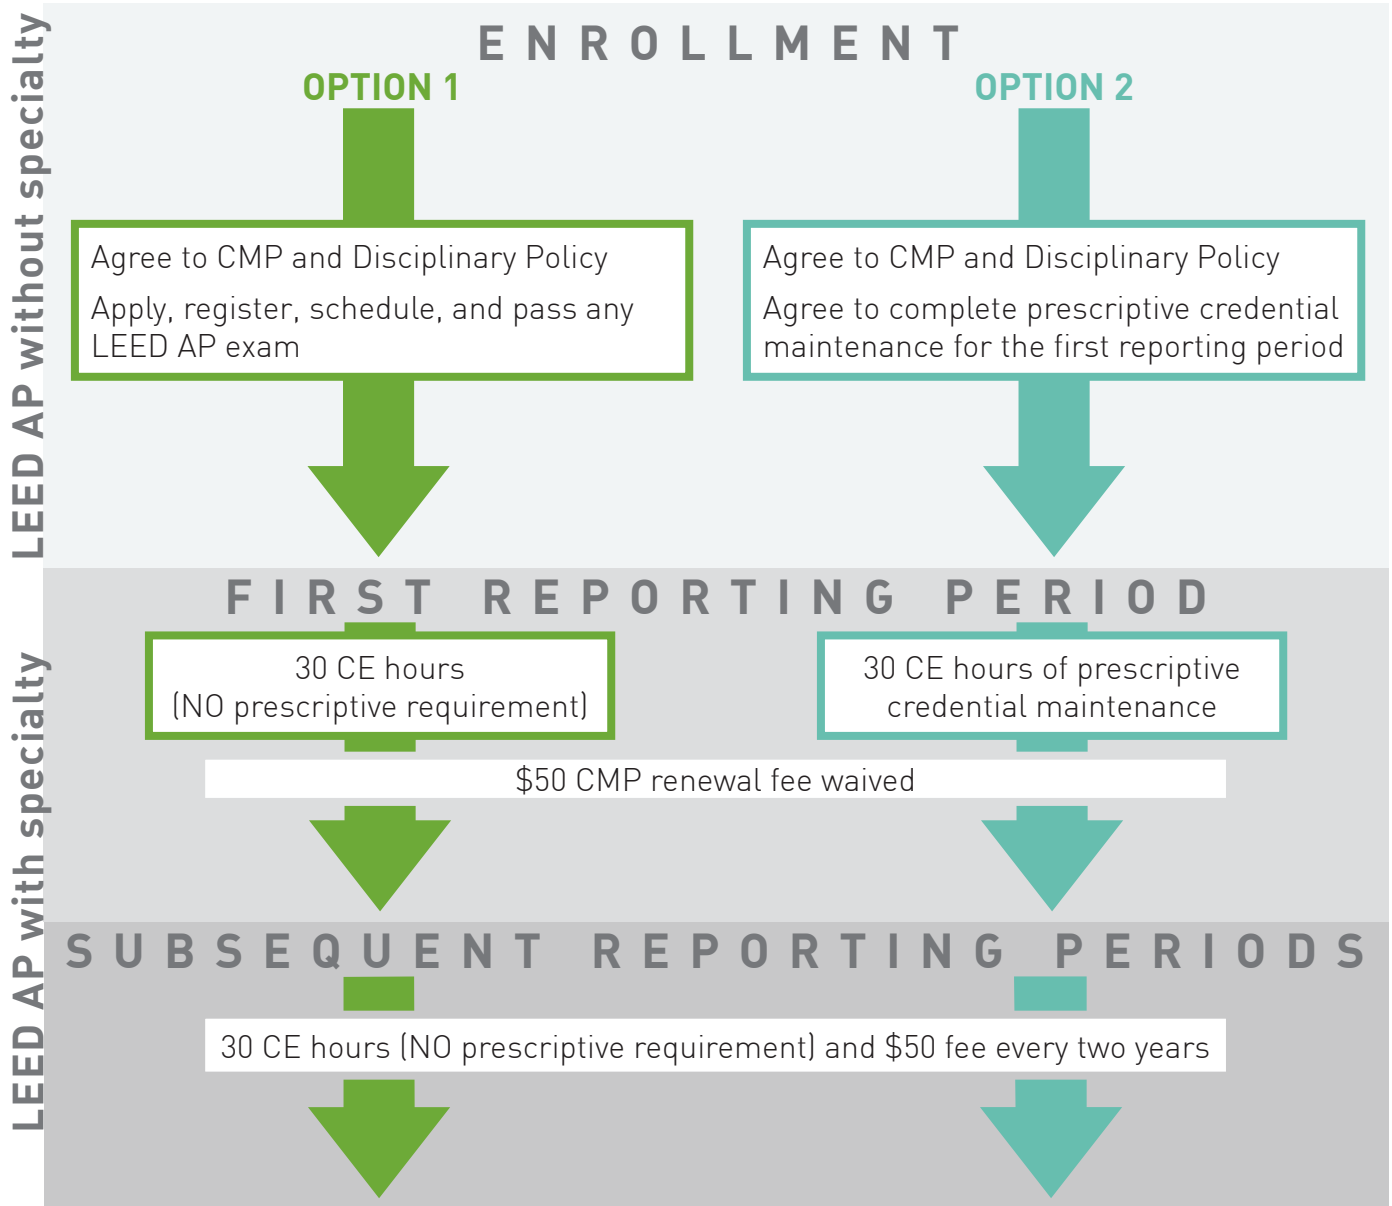 ENROLLMENT
OPTION 1
OPTION 2
LEED AP without specialty
Agree to CMP and Disciplinary Policy
Apply, register, schedule, and pass any
LEED AP exam
Agree to CMP and Disciplinary Policy
Agree to complete prescriptive credential
maintenance for the first reporting period
FIRST REPORTING PERIOD
LEED AP with specialty
30 CE hours
(NO prescriptive requirement)
30 CE hours of prescriptive
credential maintenance
$50 CMP renewal fee waived
SUBSEQUENT REPORTING PERIODS
30 CE hours (NO prescriptive requirement) and $50 fee every two years